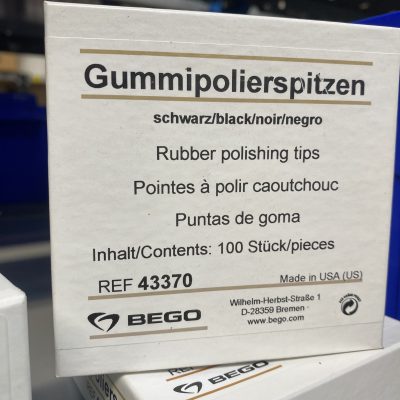 Gummipolierspitzen
schwarz/black/noir/negro
Rubber polishing tips
Pointes à polir caoutchouc
Puntas de goma
Inhalt/Contents: 100 Stück/pieces
REF 43370
Made in USA (US)
BEGO
Wilhelm-Herbst-Straße 1
D-28359 Bremen
www.bego.com
BEGO